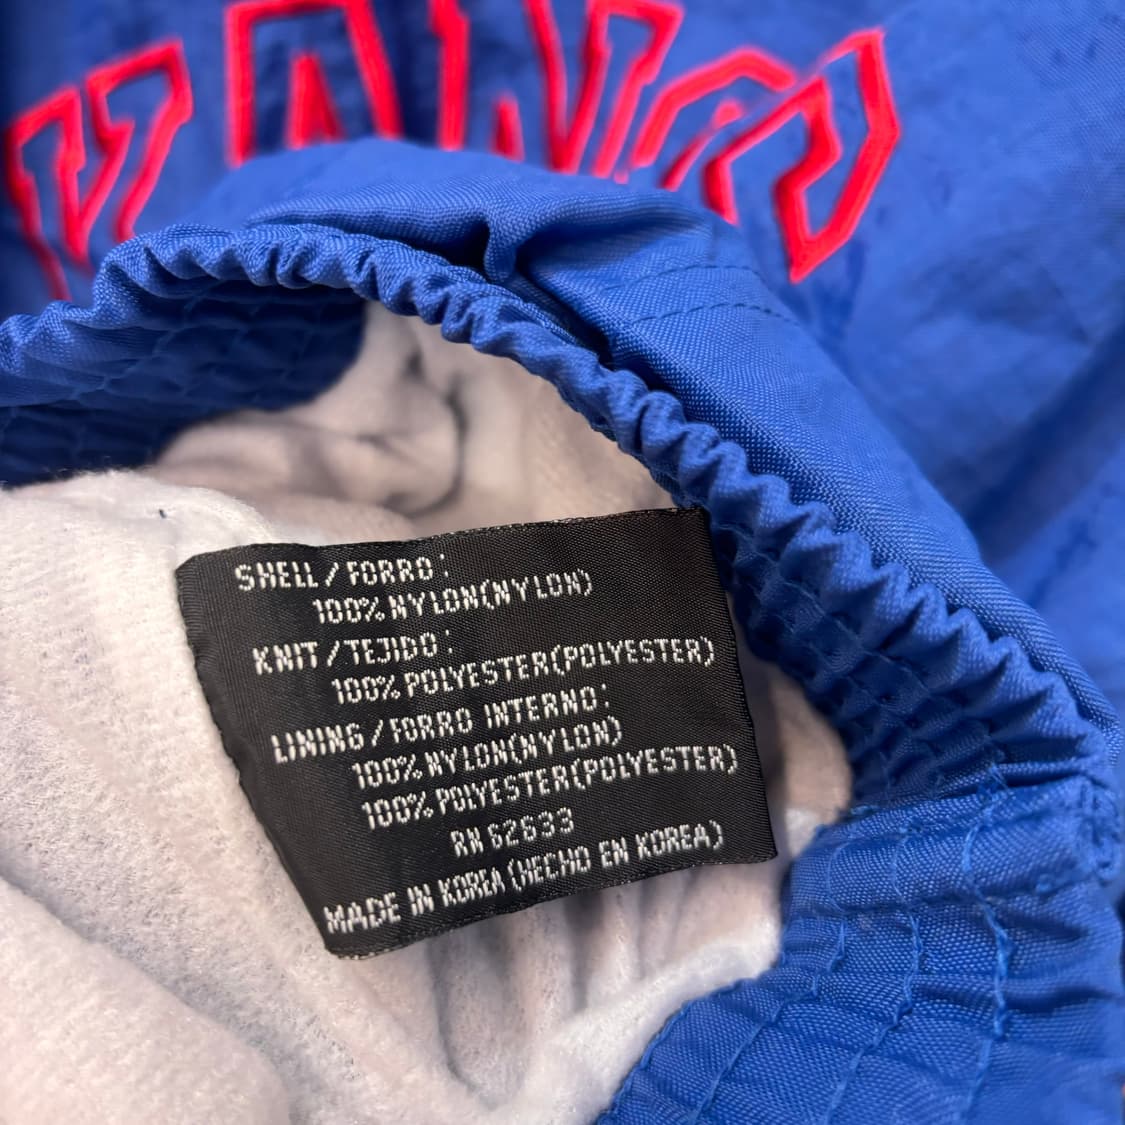 SHELL/FORRO:
100% NYLON(NYLON)
KNIT/TEJIDO:
100% POLYESTER(POLYESTER)
LINING/FORRO INTERNO:
100% NYLON(NYLON)
100% POLYESTER(POLYESTER)
RN 62633
MADE IN KOREA (HECHO EN KOREA)